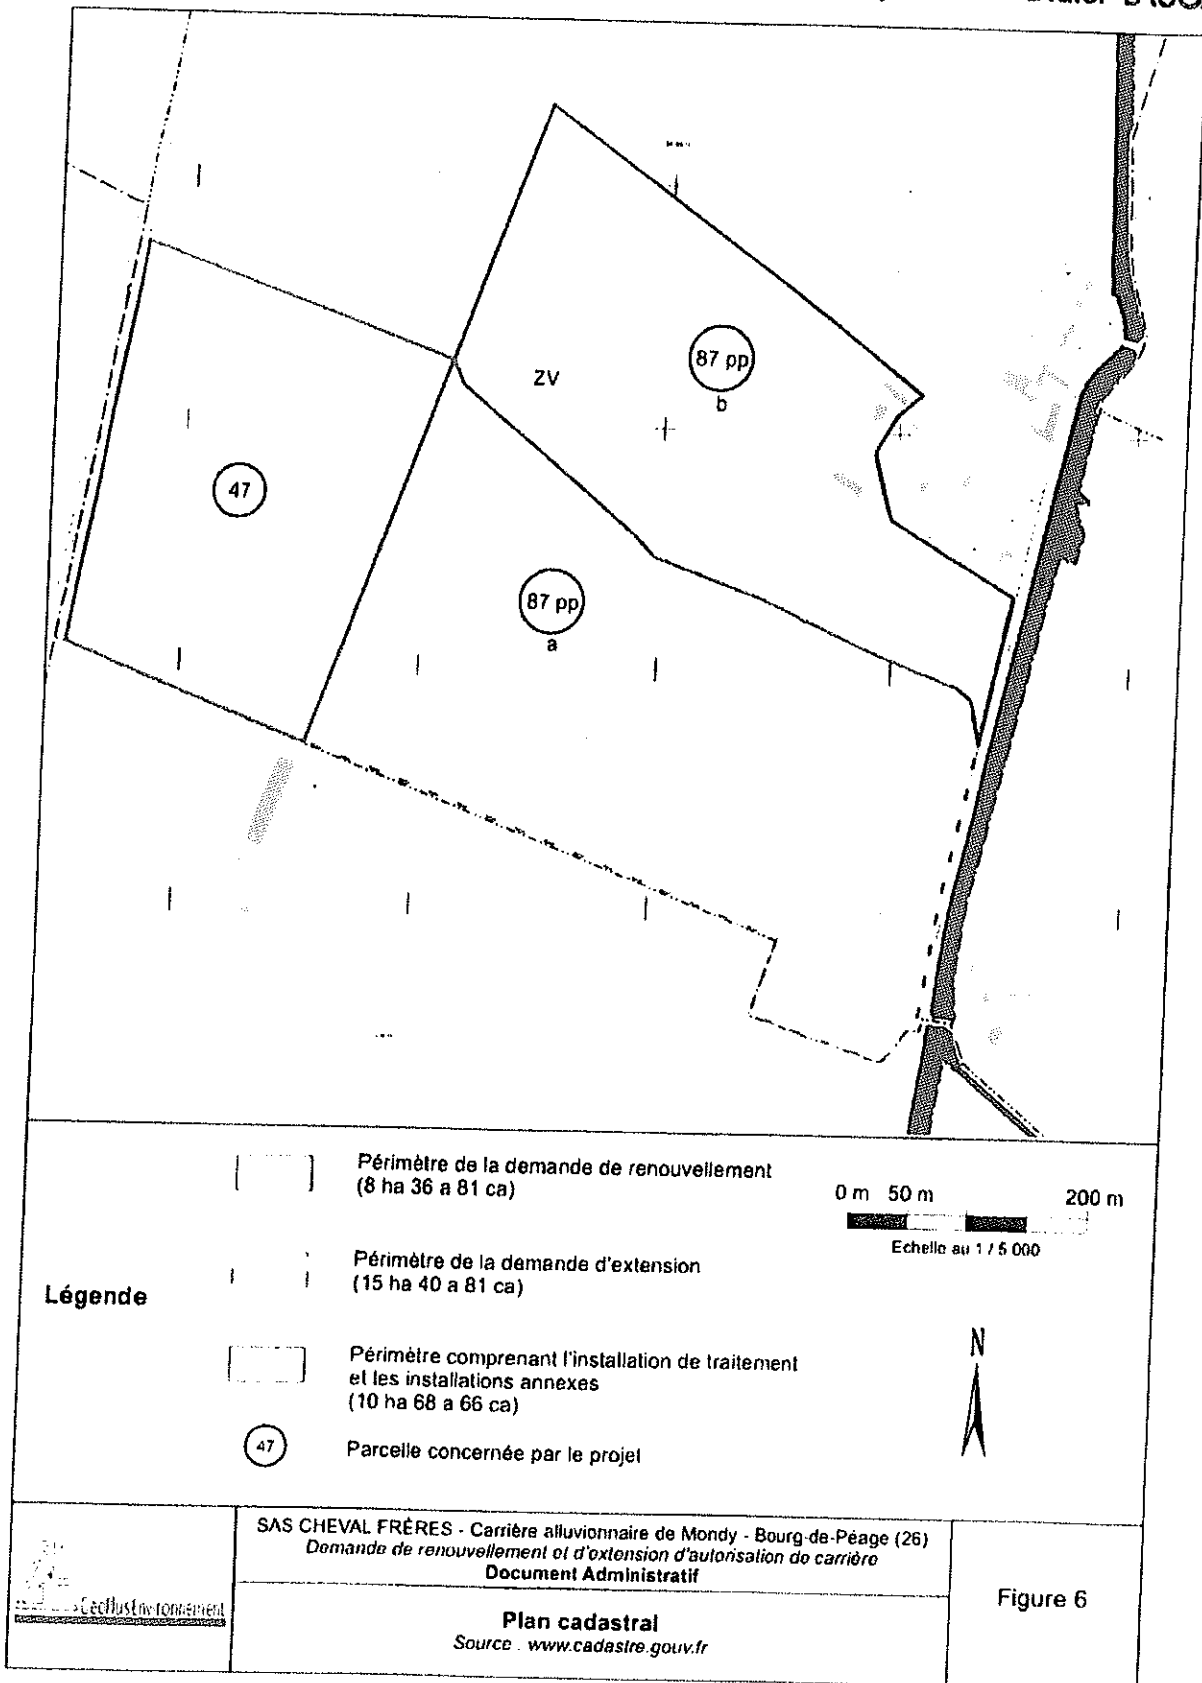 87 pp
b
ZV
47
87 pp
a
Périmètre de la demande de renouvellement
(8 ha 36 a 81 ca)
0 m 50 m 200 m
Echelle au 1 / 5 000
Périmètre de la demande d'extension
(15 ha 40 a 81 ca)
Légende
N
Périmètre comprenant l'installation de traitement
et les installations annexes
(10 ha 68 a 66 ca)
47
Parcelle concernée par le projet
SAS CHEVAL FRÈRES - Carrière alluvionnaire de Mondy - Bourg-de-Péage (26)
Demande de renouvellement et d'extension d'autorisation de carrière
Document Administratif
Figure 6
Plan cadastral
Source : www.cadastre.gouv.fr